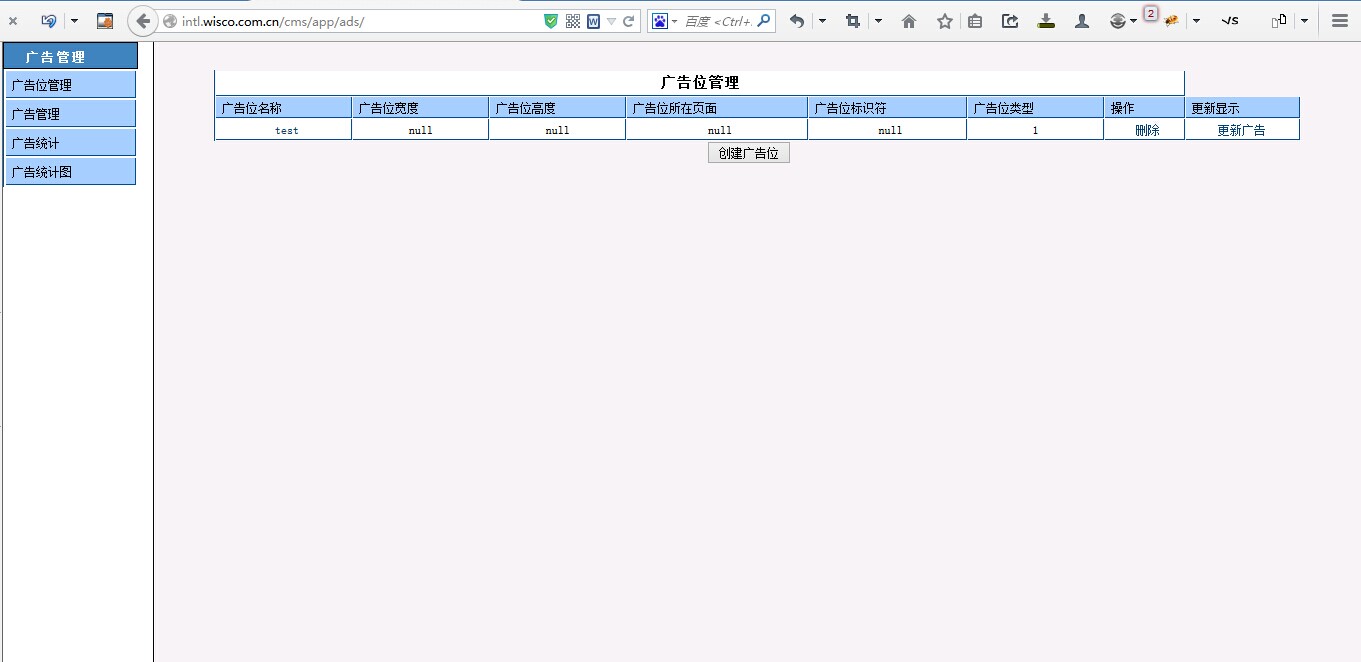 intl.wisco.com.cn/cms/app/ads/
百度 <Ctrl+.
2
广告管理
广告位管理
广告管理
广告统计
广告统计图
广告位管理
广告位名称 广告位宽度 广告位高度 广告位所在页面 广告位标识符 广告位类型 操作 更新显示
test null null null null 1 删除 更新广告
创建广告位